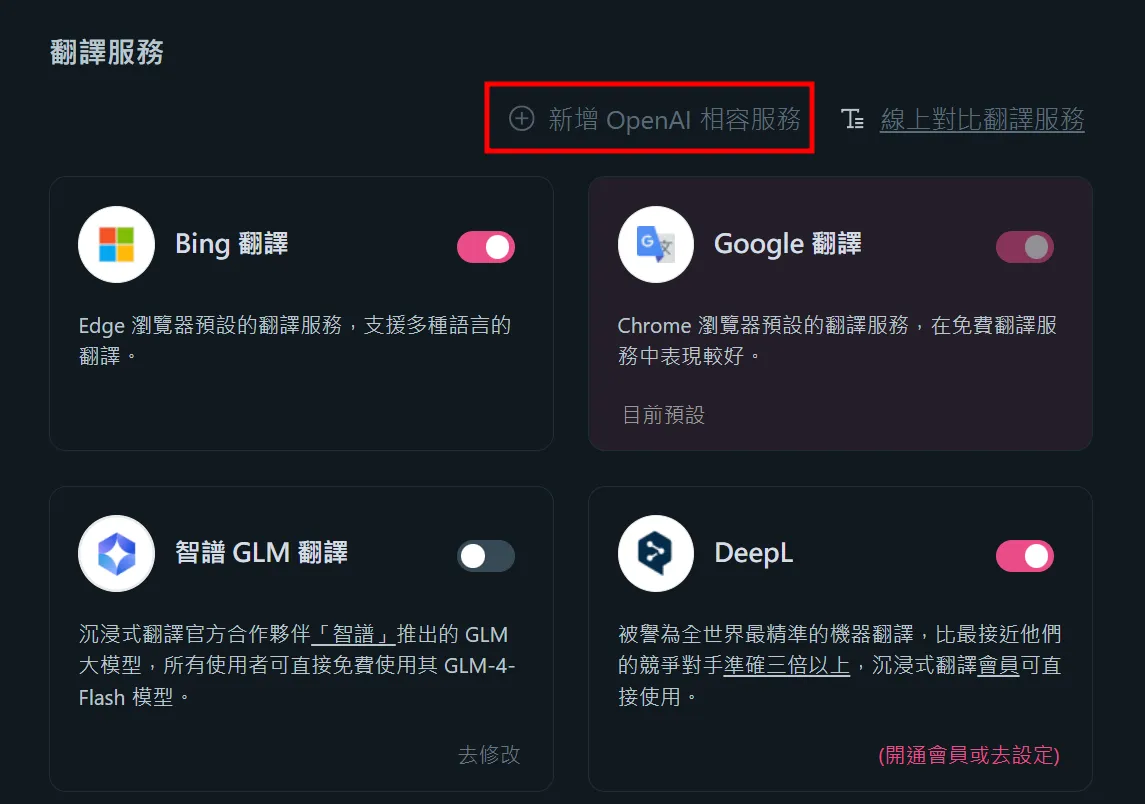 翻譯服務
新增 OpenAI 相容服務
線上對比翻譯服務
Bing 翻譯
Edge 瀏覽器預設的翻譯服務，支援多種語言的
翻譯。
Google 翻譯
Chrome 瀏覽器預設的翻譯服務，在免費翻譯服
務中表現較好。
目前預設
智譜 GLM 翻譯
沉浸式翻譯官方合作夥伴「智譜」推出的 GLM
大模型，所有使用者可直接免費使用其 GLM-4-
Flash 模型。
去修改
DeepL
被譽為全世界最精準的機器翻譯，比最接近他們
的競爭對手準確三倍以上，沉浸式翻譯會員可直
接使用。
(開通會員或去設定)